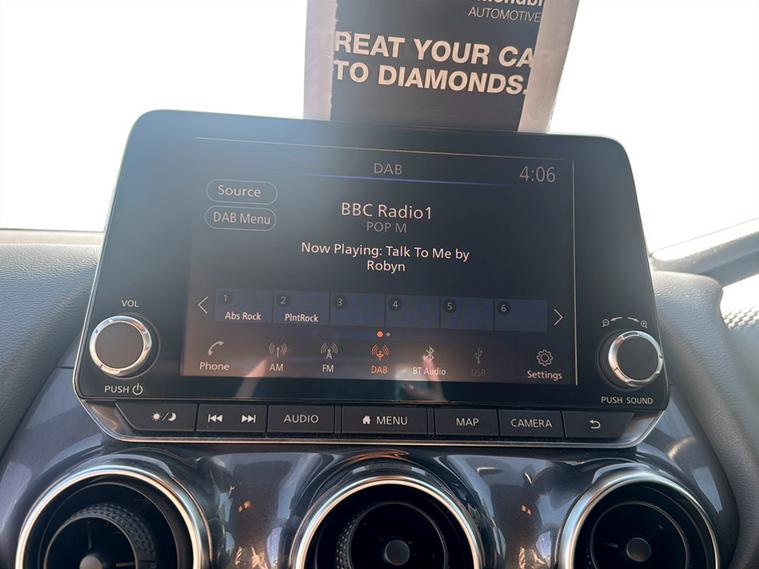 AUTOMOTIVE
REAT YOUR CA
TO DIAMONDS.
DAB
4:06
Source
DAB Menu
BBC Radio1
POP M
Now Playing: Talk To Me by
Robyn
1 2 3 4 5 6
Abs Rock PlntRock
VOL
PUSH
Phone AM FM DAB BT Audio USB Settings
PUSH SOUND
AUDIO MENU MAP CAMERA